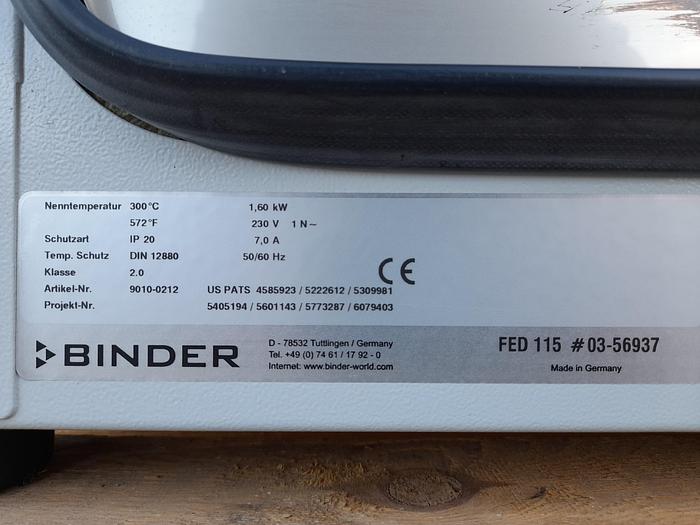 Nenntemperatur 300°C 1,60 kW
572°F 230 V 1 N~
Schutzart IP 20 7,0 A
Temp. Schutz DIN 12880 50/60 Hz
Klasse 2.0 CE
Artikel-Nr. 9010-0212 US PATS 4585923 / 5222612 / 5309981
Projekt-Nr. 5405194 / 5601143 / 5773287 / 6079403
BINDER
D - 78532 Tuttlingen / Germany
Tel. +49 (0) 74 61 / 17 92 - 0
Internet: www.binder-world.com
FED 115 # 03-56937
Made in Germany